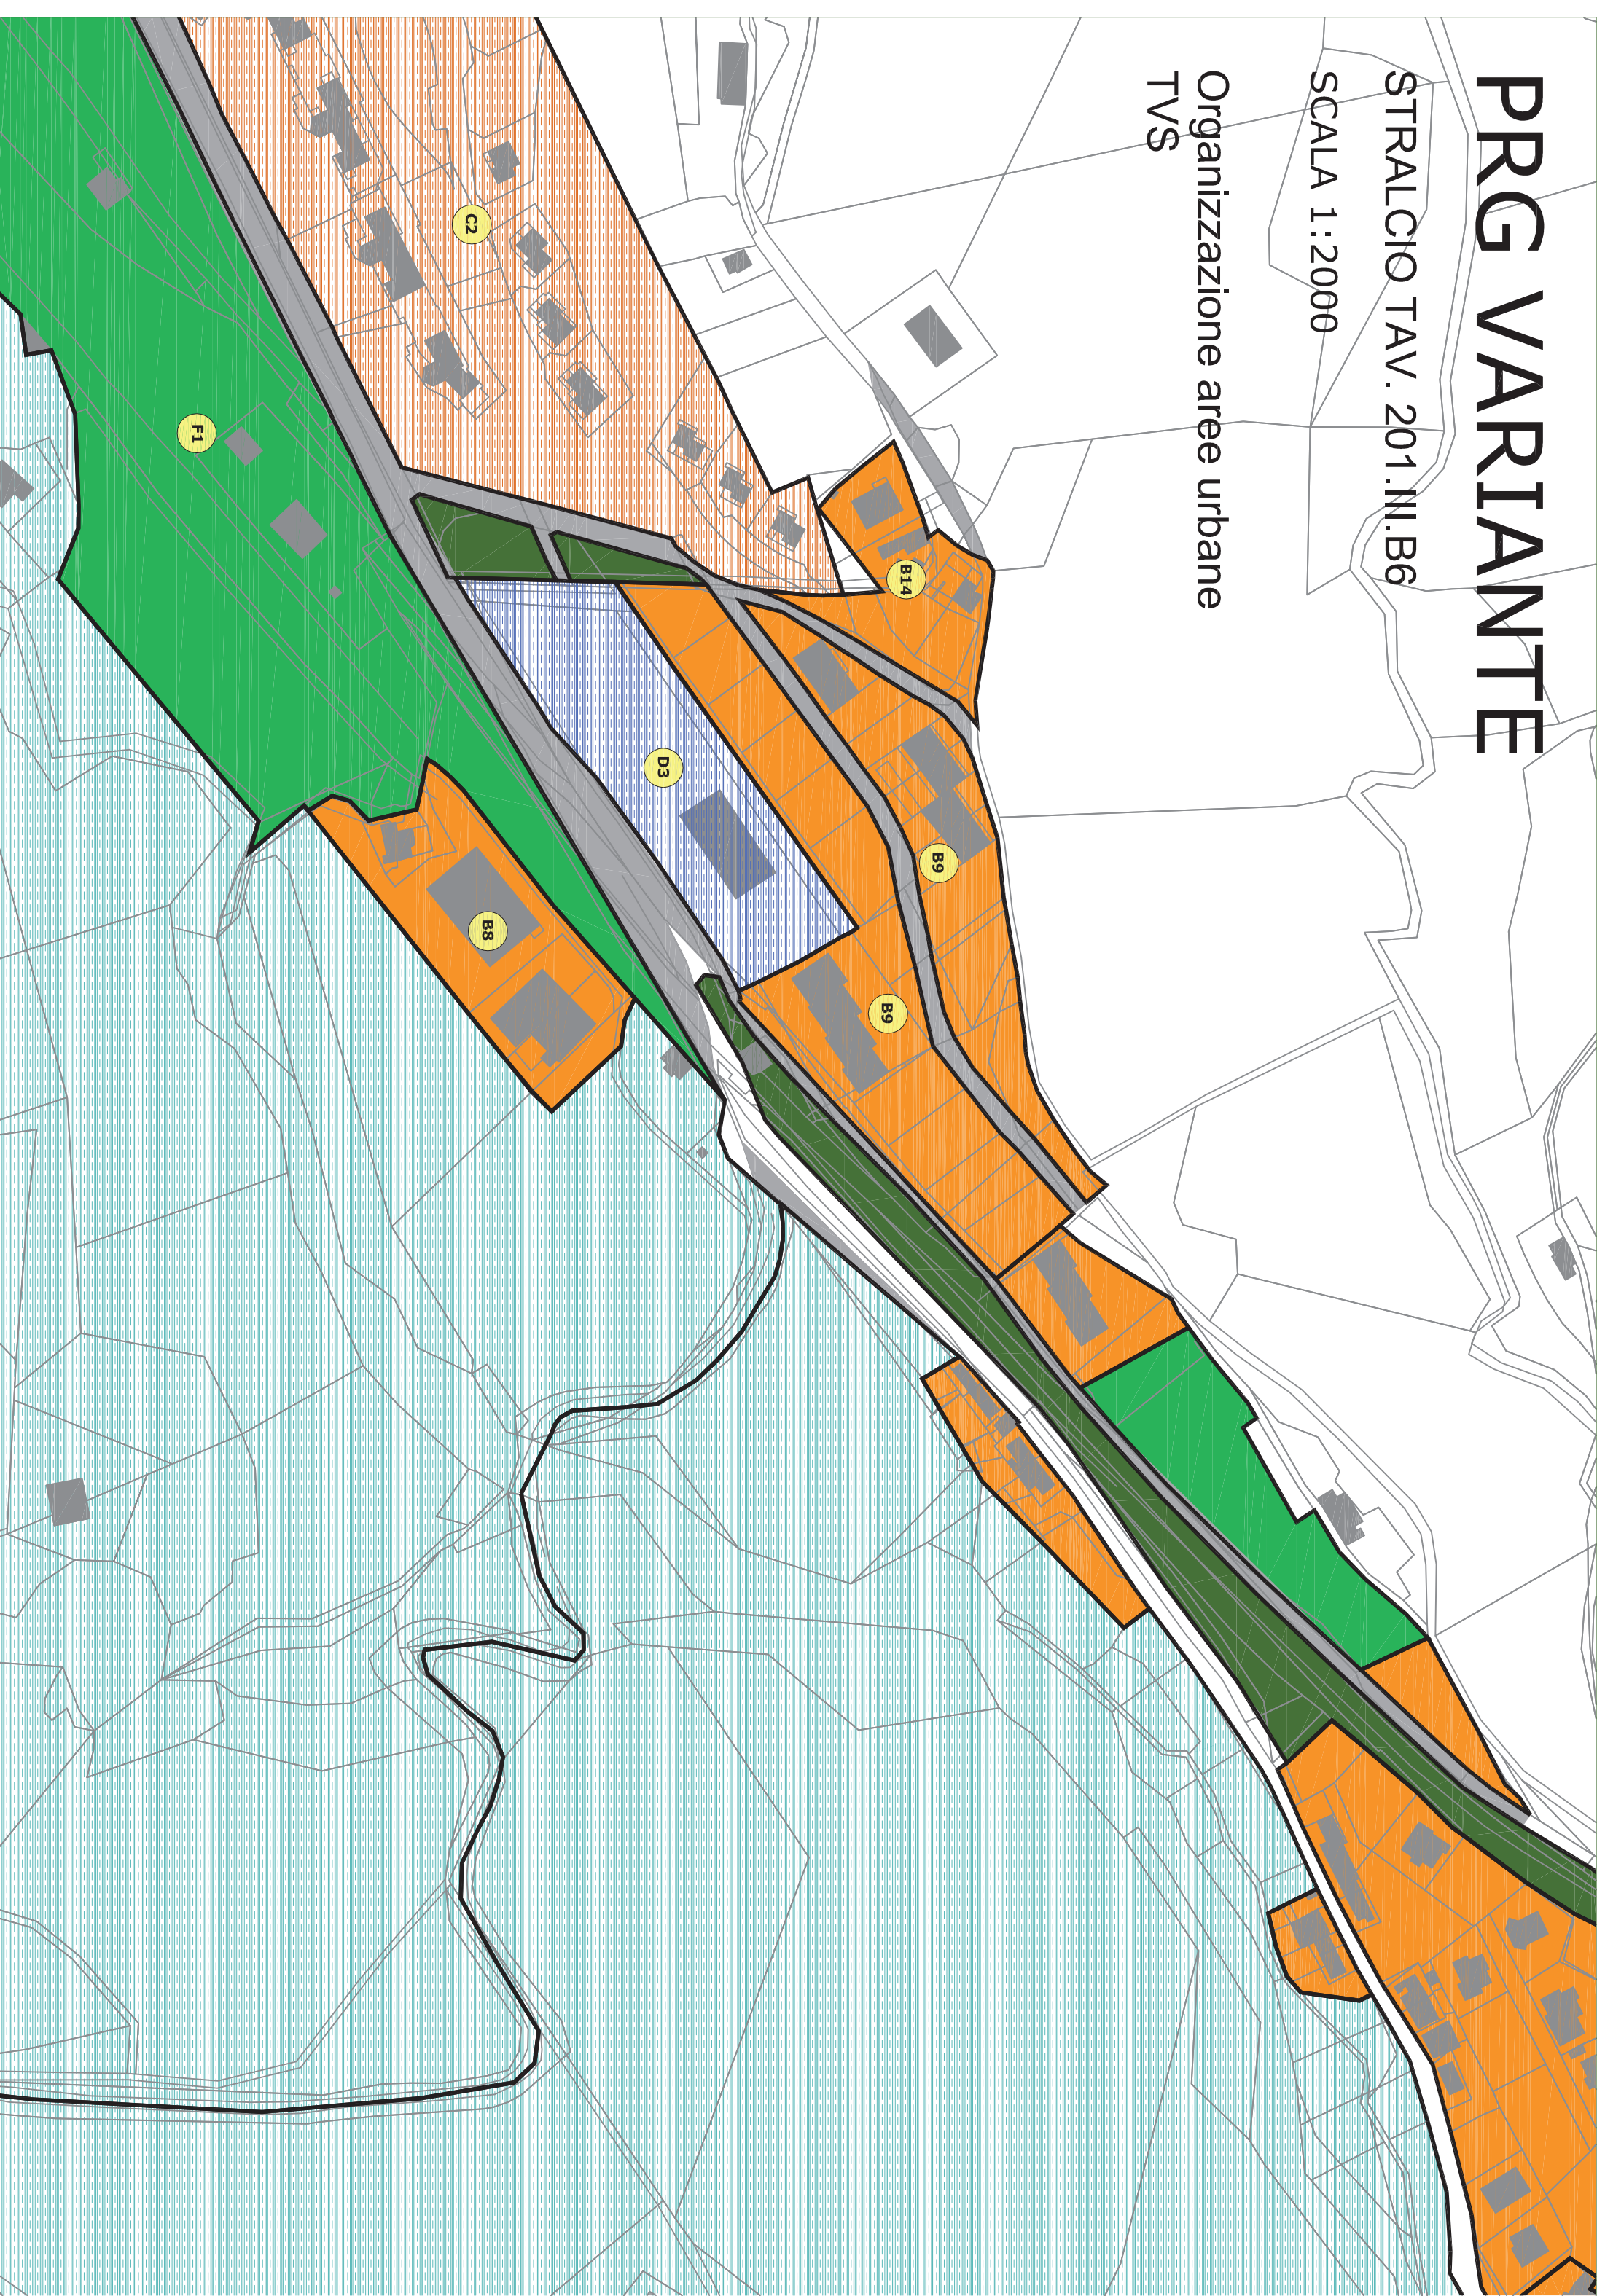 PRG VARIANTE
STRALCIO TAV. 201.III.B6
SCALA 1:2000
Organizzazione aree urbane
TVS
B14
B9
B9
D3
C2
B8
F1